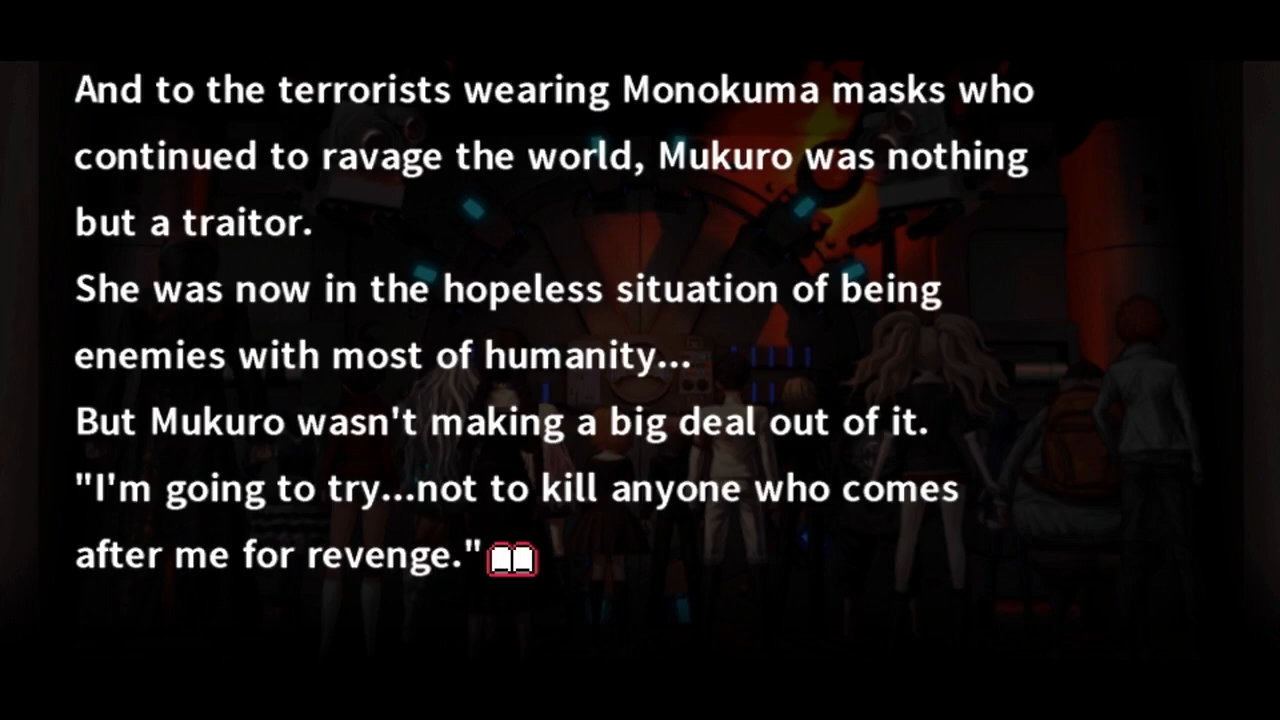 And to the terrorists wearing Monokuma masks who
continued to ravage the world, Mukuro was nothing
but a traitor.
She was now in the hopeless situation of being
enemies with most of humanity...
But Mukuro wasn't making a big deal out of it.
"I'm going to try...not to kill anyone who comes
after me for revenge."